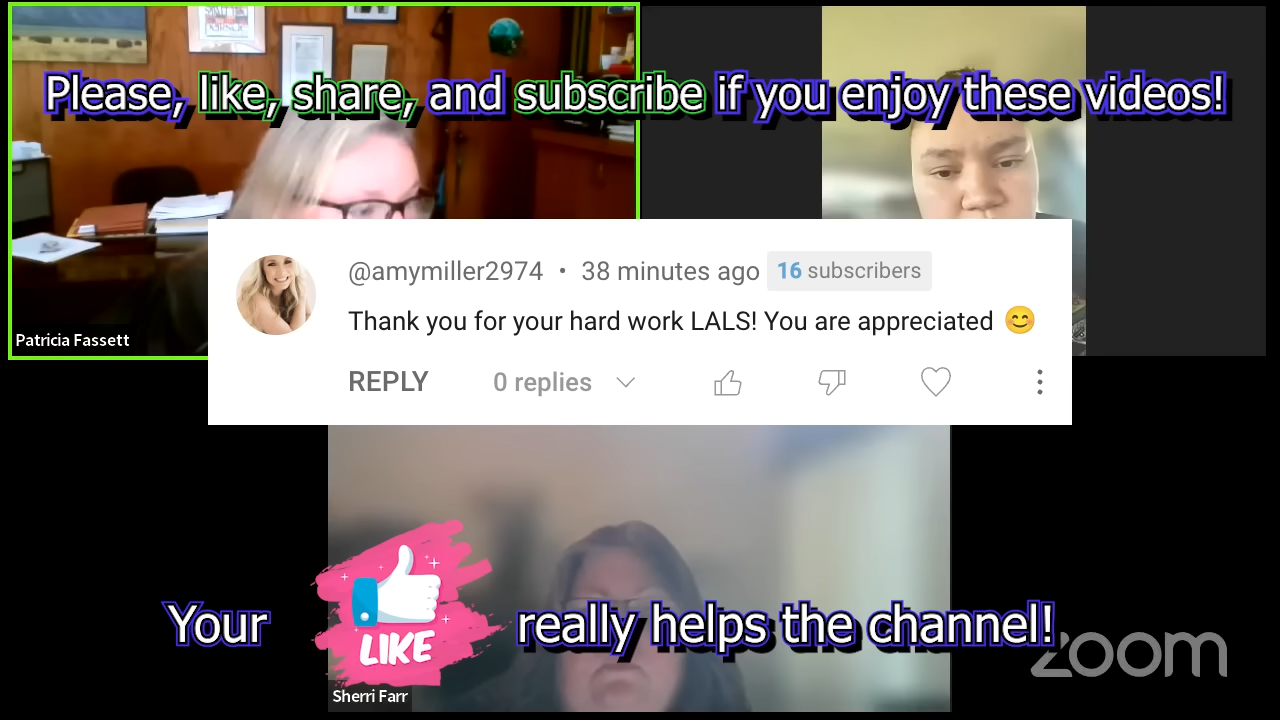 Please, like, share, and subscribe if you enjoy these videos!
@amymiller2974 • 38 minutes ago 16 subscribers
Thank you for your hard work LALS! You are appreciated 😊
REPLY 0 replies
Patricia Fassett
Your LIKE really helps the channel!
zoom
Sherri Farr